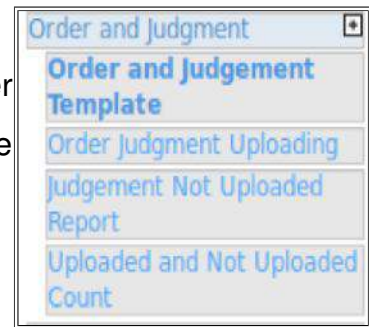 Order and Judgment
er
Order and Judgement
Template
e
Order Judgment Uploading
Judgement Not Uploaded
Report
Uploaded and Not Uploaded
Count